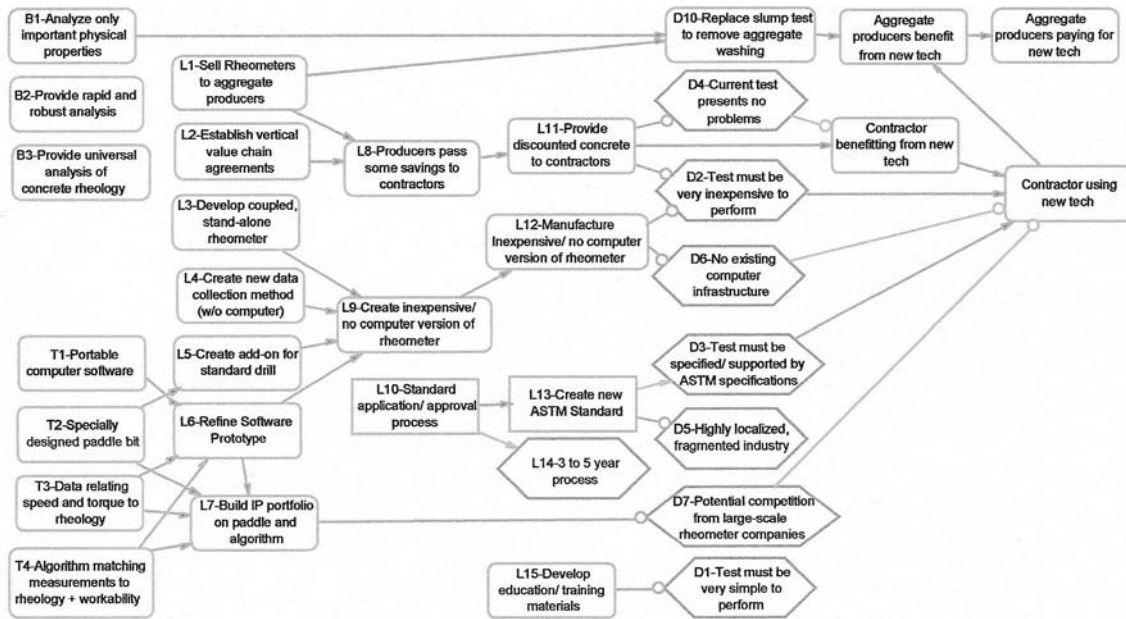 B1-Analyze only
important physical
properties
B2-Provide rapid and
robust analysis
B3-Provide universal
analysis of
concrete rheology
T1-Portable
computer software
T2-Specially
designed paddle bit
T3-Data relating
speed and torque to
rheology
T4-Algorithm matching
measurements to
rheology + workability
L1-Sell Rheometers
to aggregate
producers
L2-Establish vertical
value chain
agreements
L3-Develop coupled,
stand-alone
rheometer
L4-Create new data
collection method
(w/o computer)
L5-Create add-on for
standard drill
L6-Refine Software
Prototype
L7-Build IP portfolio
on paddle and
algorithm
L8-Producers pass
some savings to
contractors
L9-Create inexpensive/
no computer version of
rheometer
L10-Standard
application/ approval
process
L11-Provide
discounted concrete
to contractors
L12-Manufacture
Inexpensive/ no computer
version of rheometer
L13-Create new
ASTM Standard
L14-3 to 5 year
process
L15-Develop
education/ training
materials
D10-Replace slump test
to remove aggregate
washing
D4-Current test
presents no
problems
D2-Test must be
very inexpensive to
perform
D6-No existing
computer
infrastructure
D3-Test must be
specified/ supported by
ASTM specifications
D5-Highly localized,
fragmented industry
D7-Potential competition
from large-scale
rheometer companies
D1-Test must be
very simple to
perform
Aggregate
producers benefit
from new tech
Contractor
benefitting from new
tech
Aggregate
producers paying for
new tech
Contractor using
new tech